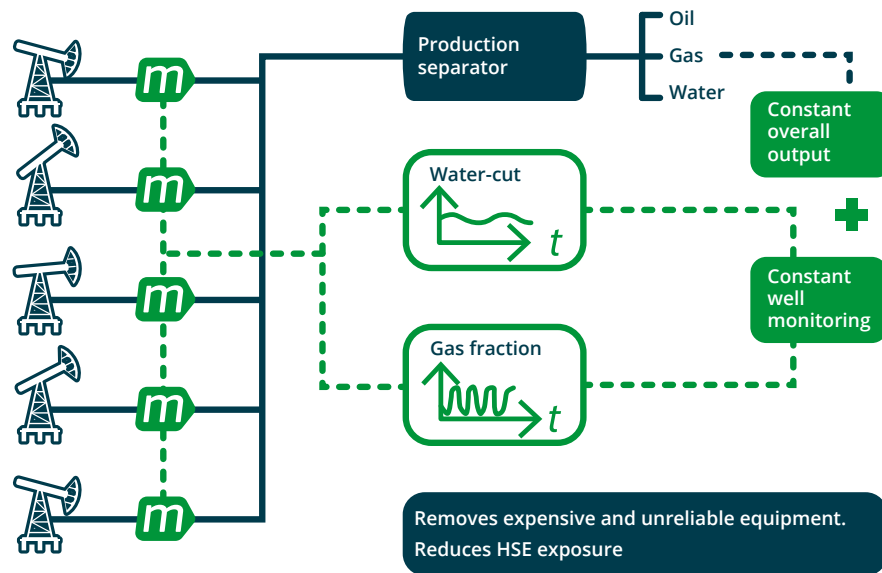 Production
separator
Oil
Gas
Water
m
m
m
m
m
Constant
overall
output
Water-cut
t
Constant
well
monitoring
Gas fraction
t
Removes expensive and unreliable equipment.
Reduces HSE exposure